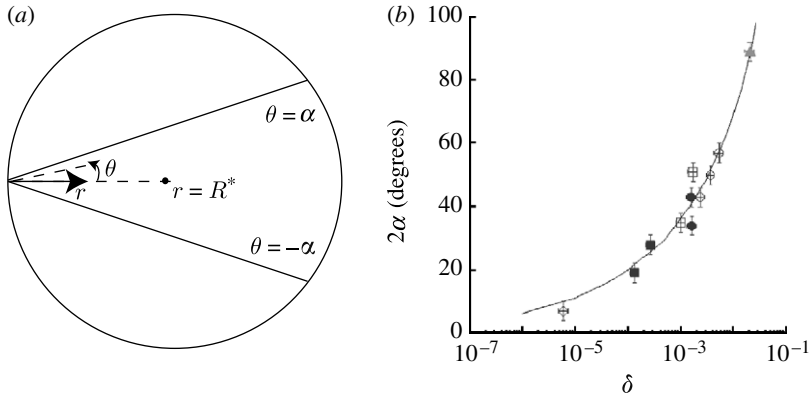 (a)
θ = α
θ
r
r = R*
θ = -α
(b)
100
80
60
40
20
0
2α (degrees)
10⁻⁷
10⁻⁵
10⁻³
10⁻¹
δ